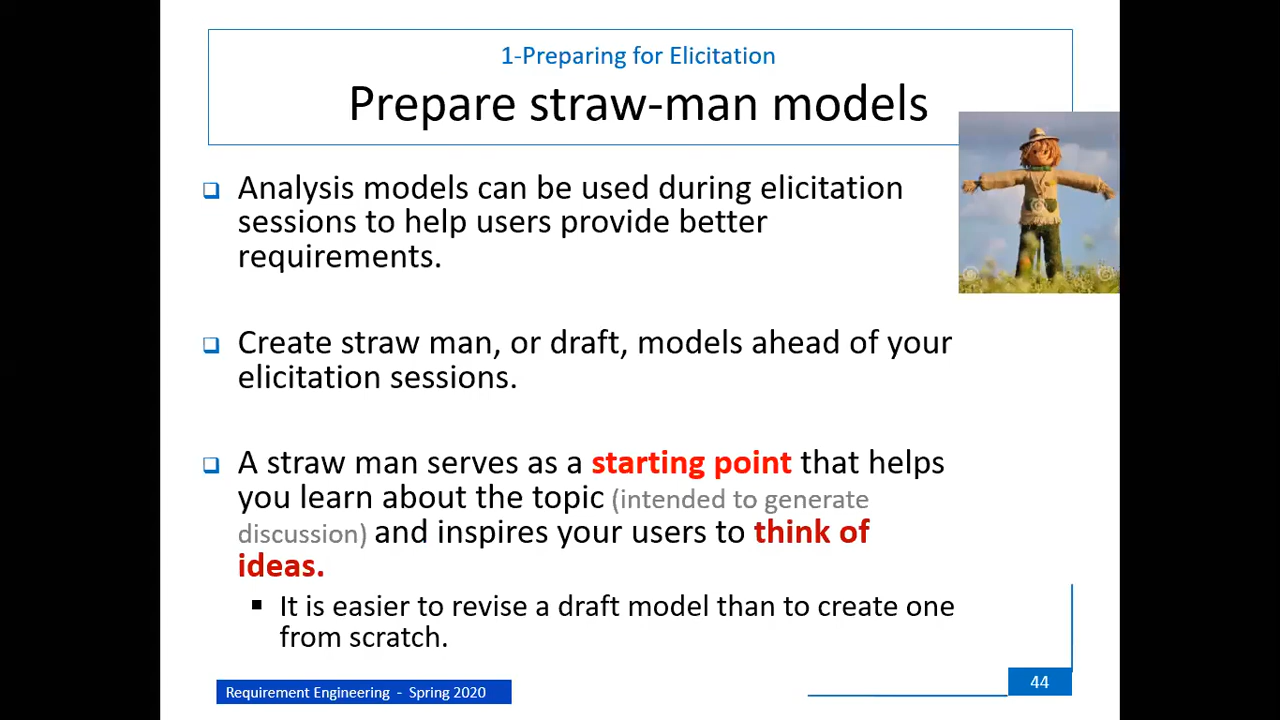 1-Preparing for Elicitation
Prepare straw-man models
Analysis models can be used during elicitation
sessions to help users provide better
requirements.
Create straw man, or draft, models ahead of your
elicitation sessions.
A straw man serves as a starting point that helps
you learn about the topic (intended to generate
discussion) and inspires your users to think of
ideas.
It is easier to revise a draft model than to create one
from scratch.
Requirement Engineering - Spring 2020
44